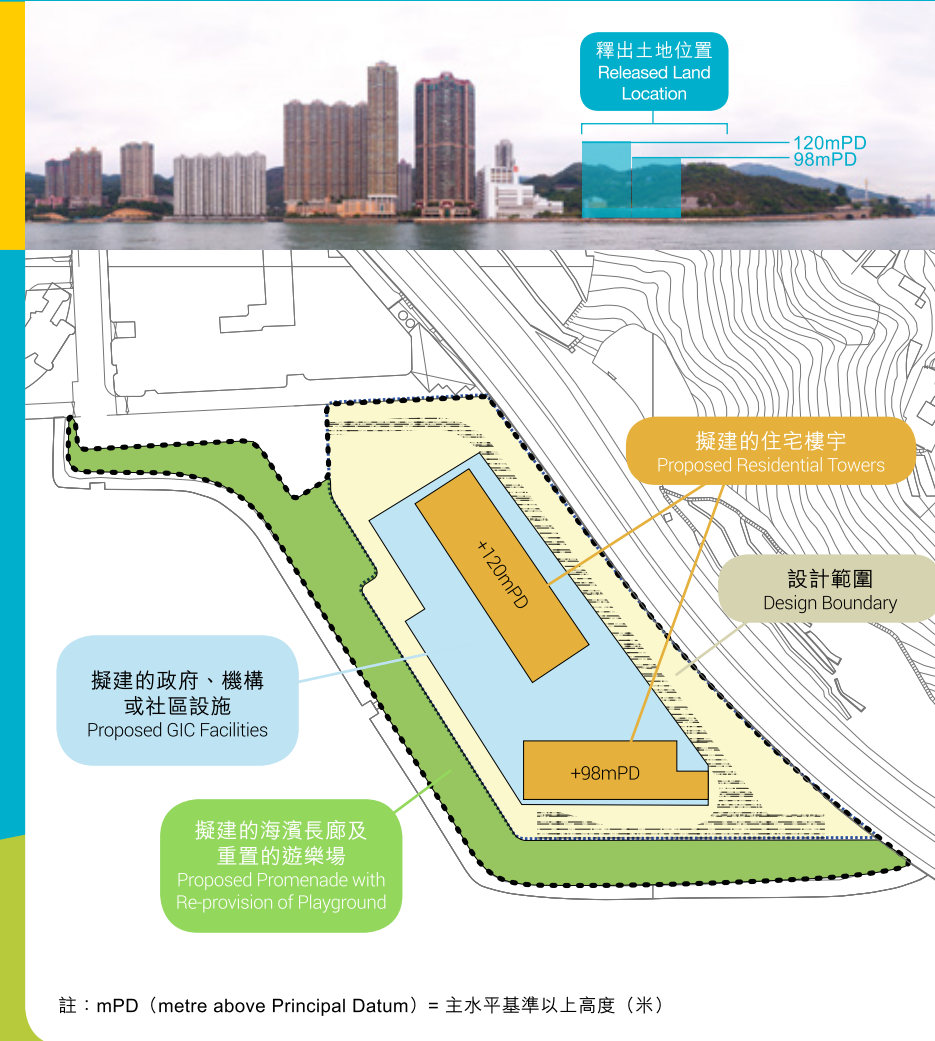 釋出土地位置
Released Land
Location
120mPD
98mPD
擬建的住宅樓宇
Proposed Residential Towers
+120mPD
設計範圍
Design Boundary
擬建的政府、機構
或社區設施
Proposed GIC Facilities
+98mPD
擬建的海濱長廊及
重置的遊樂場
Proposed Promenade with
Re-provision of Playground
註：mPD（metre above Principal Datum）= 主水平基準以上高度（米）